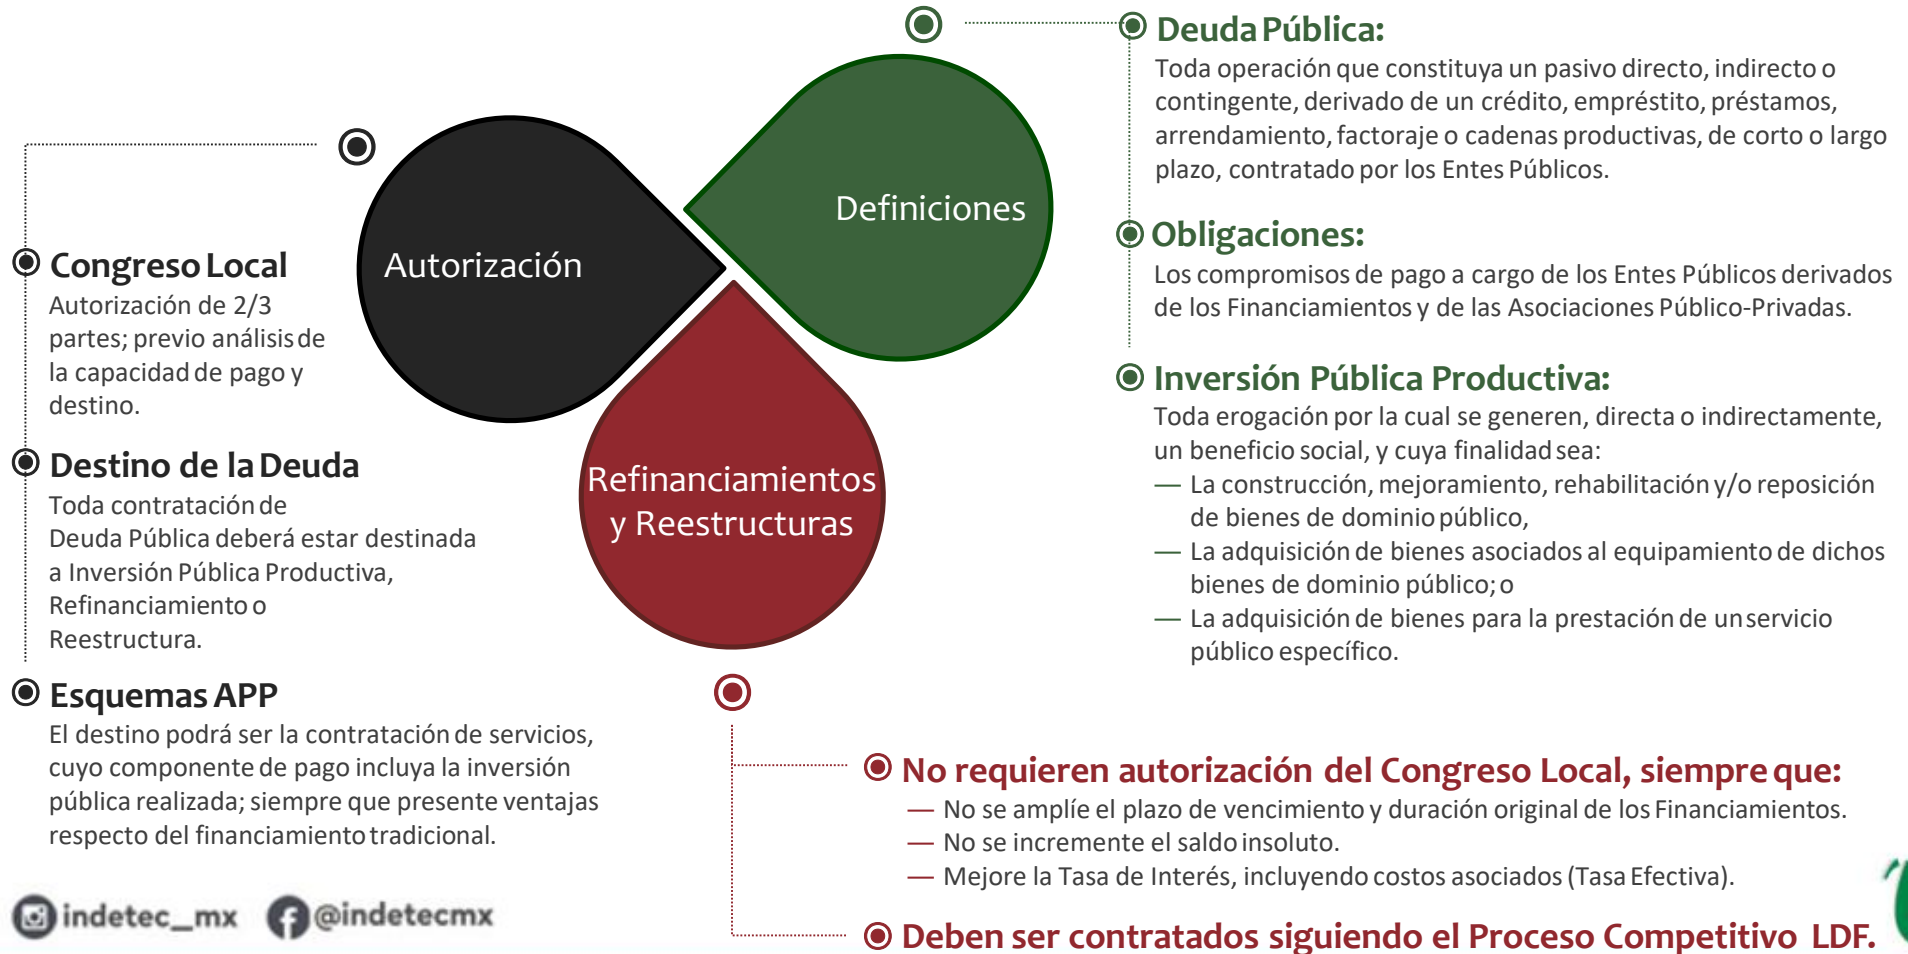 Autorización
Congreso Local
Autorización de 2/3
partes; previo análisis de
la capacidad de pago y
destino.
Destino de la Deuda
Toda contratación de
Deuda Pública deberá estar destinada
a Inversión Pública Productiva,
Refinanciamiento o
Reestructura.
Esquemas APP
El destino podrá ser la contratación de servicios,
cuyo componente de pago incluya la inversión
pública realizada; siempre que presente ventajas
respecto del financiamiento tradicional.
Definiciones
Deuda Pública:
Toda operación que constituya un pasivo directo, indirecto o
contingente, derivado de un crédito, empréstito, préstamos,
arrendamiento, factoraje o cadenas productivas, de corto o largo
plazo, contratado por los Entes Públicos.
Obligaciones:
Los compromisos de pago a cargo de los Entes Públicos derivados
de los Financiamientos y de las Asociaciones Público-Privadas.
Inversión Pública Productiva:
Toda erogación por la cual se generen, directa o indirectamente,
un beneficio social, y cuya finalidad sea:
— La construcción, mejoramiento, rehabilitación y/o reposición
de bienes de dominio público,
— La adquisición de bienes asociados al equipamiento de dichos
bienes de dominio público; o
— La adquisición de bienes para la prestación de un servicio
público específico.
Refinanciamientos
y Reestructuras
No requieren autorización del Congreso Local, siempre que:
— No se amplíe el plazo de vencimiento y duración original de los Financiamientos.
— No se incremente el saldo insoluto.
— Mejore la Tasa de Interés, incluyendo costos asociados (Tasa Efectiva).
Deben ser contratados siguiendo el Proceso Competitivo LDF.
indetec_mx @indetecmx